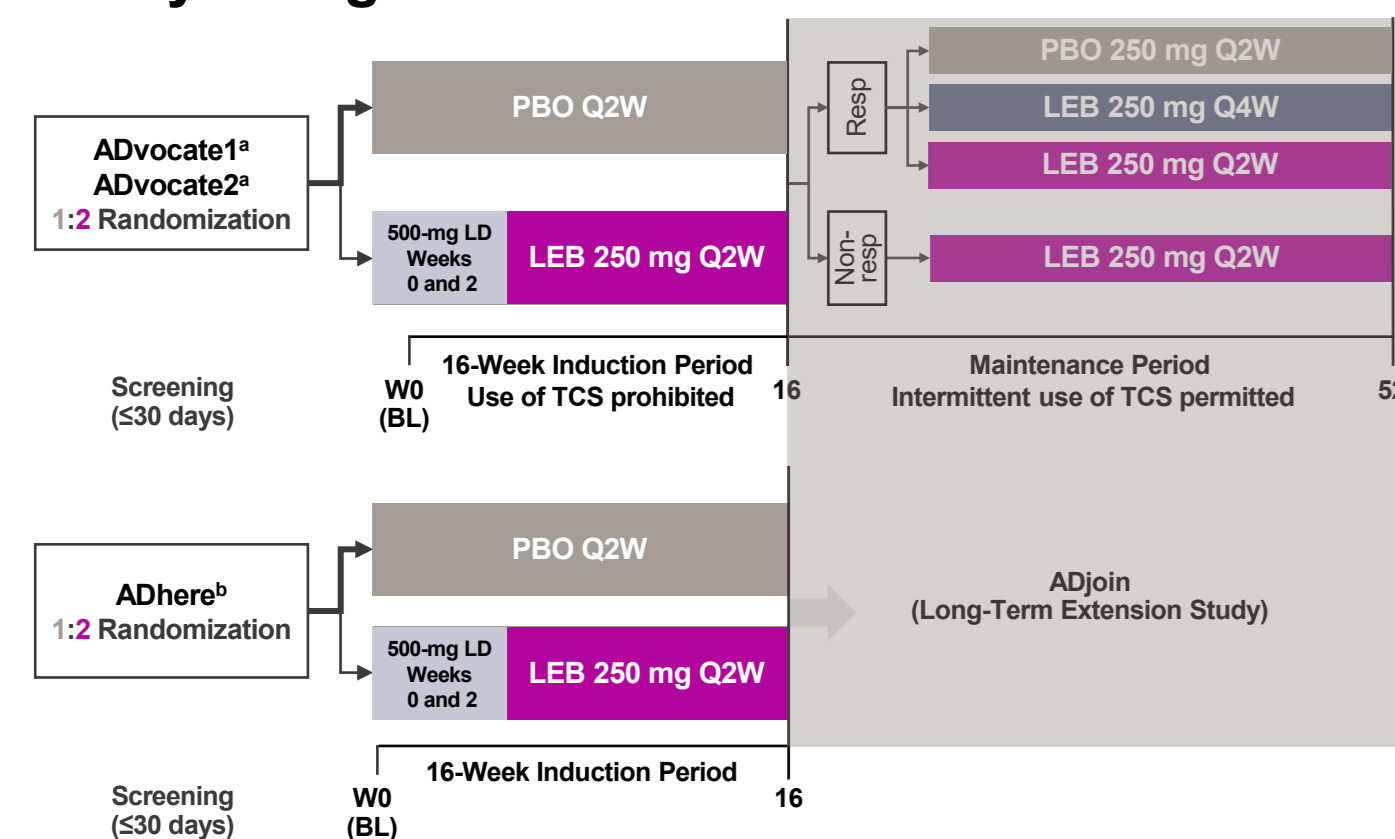 PBO 250 mg Q2W
PBO Q2W
Resp
LEB 250 mg Q4W
ADvocate1ᵃ
ADvocate2ᵃ
1:2 Randomization
LEB 250 mg Q2W
500-mg LD
Weeks
0 and 2
LEB 250 mg Q2W
Non-
resp
LEB 250 mg Q2W
Screening
(≤30 days)
W0
(BL)
16-Week Induction Period
Use of TCS prohibited
16
Maintenance Period
Intermittent use of TCS permitted
PBO Q2W
ADhereᵇ
1:2 Randomization
500-mg LD
Weeks
0 and 2
LEB 250 mg Q2W
ADjoin
(Long-Term Extension Study)
Screening
(≤30 days)
W0
(BL)
16-Week Induction Period
16